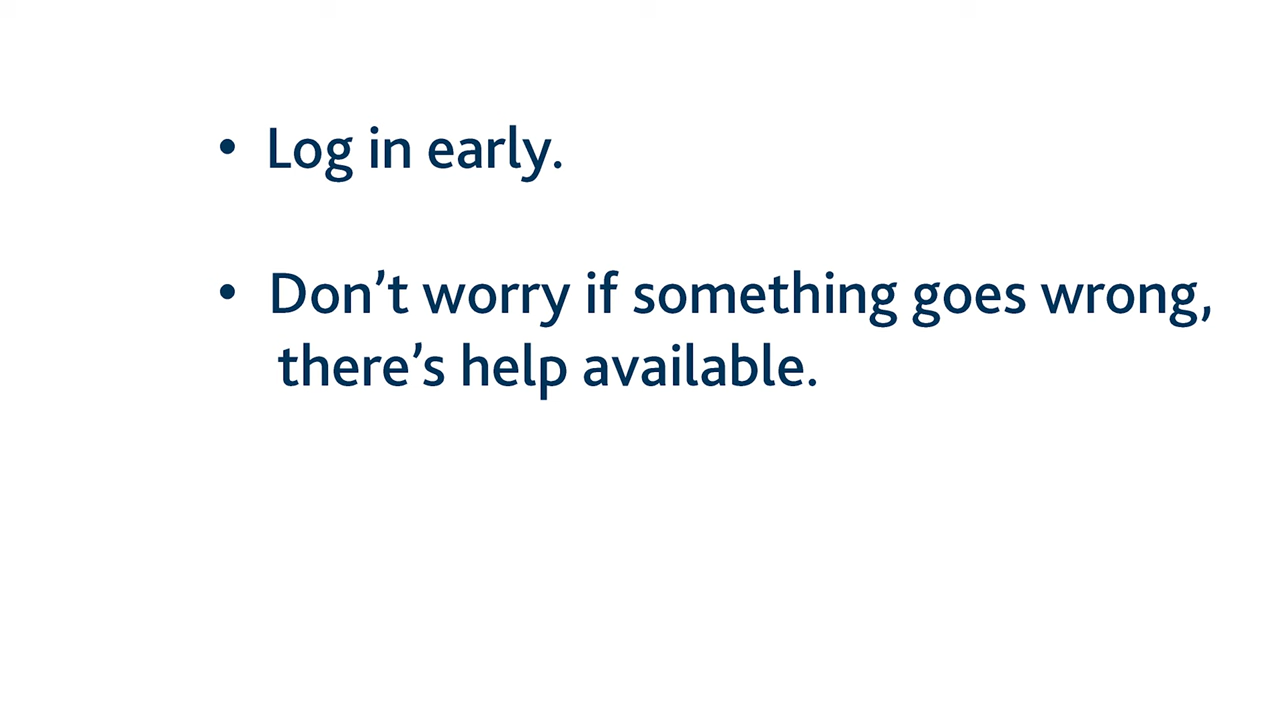 • Log in early.
• Don’t worry if something goes wrong,
there’s help available.